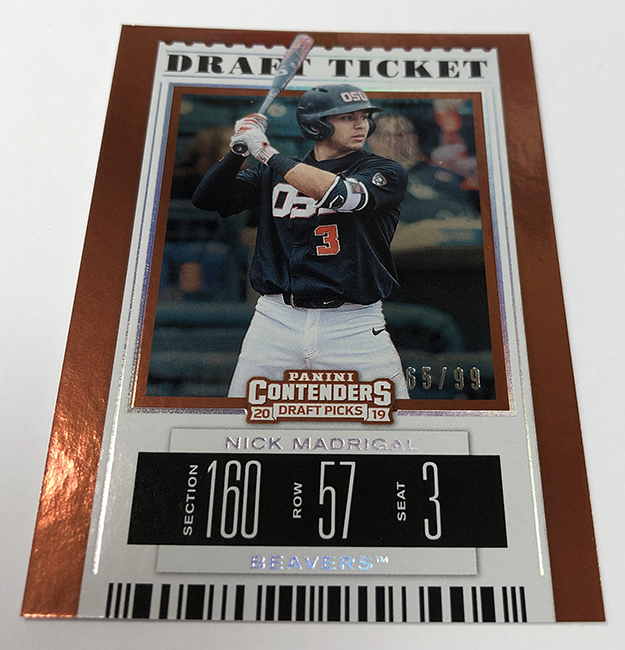 DRAFT TICKET
OSU
3
65/99
PANINI
CONTENDERS
20 DRAFT PICKS 19
NICK MADRIGAL
SECTION 160 ROW 57 SEAT 3
BEAVERS™